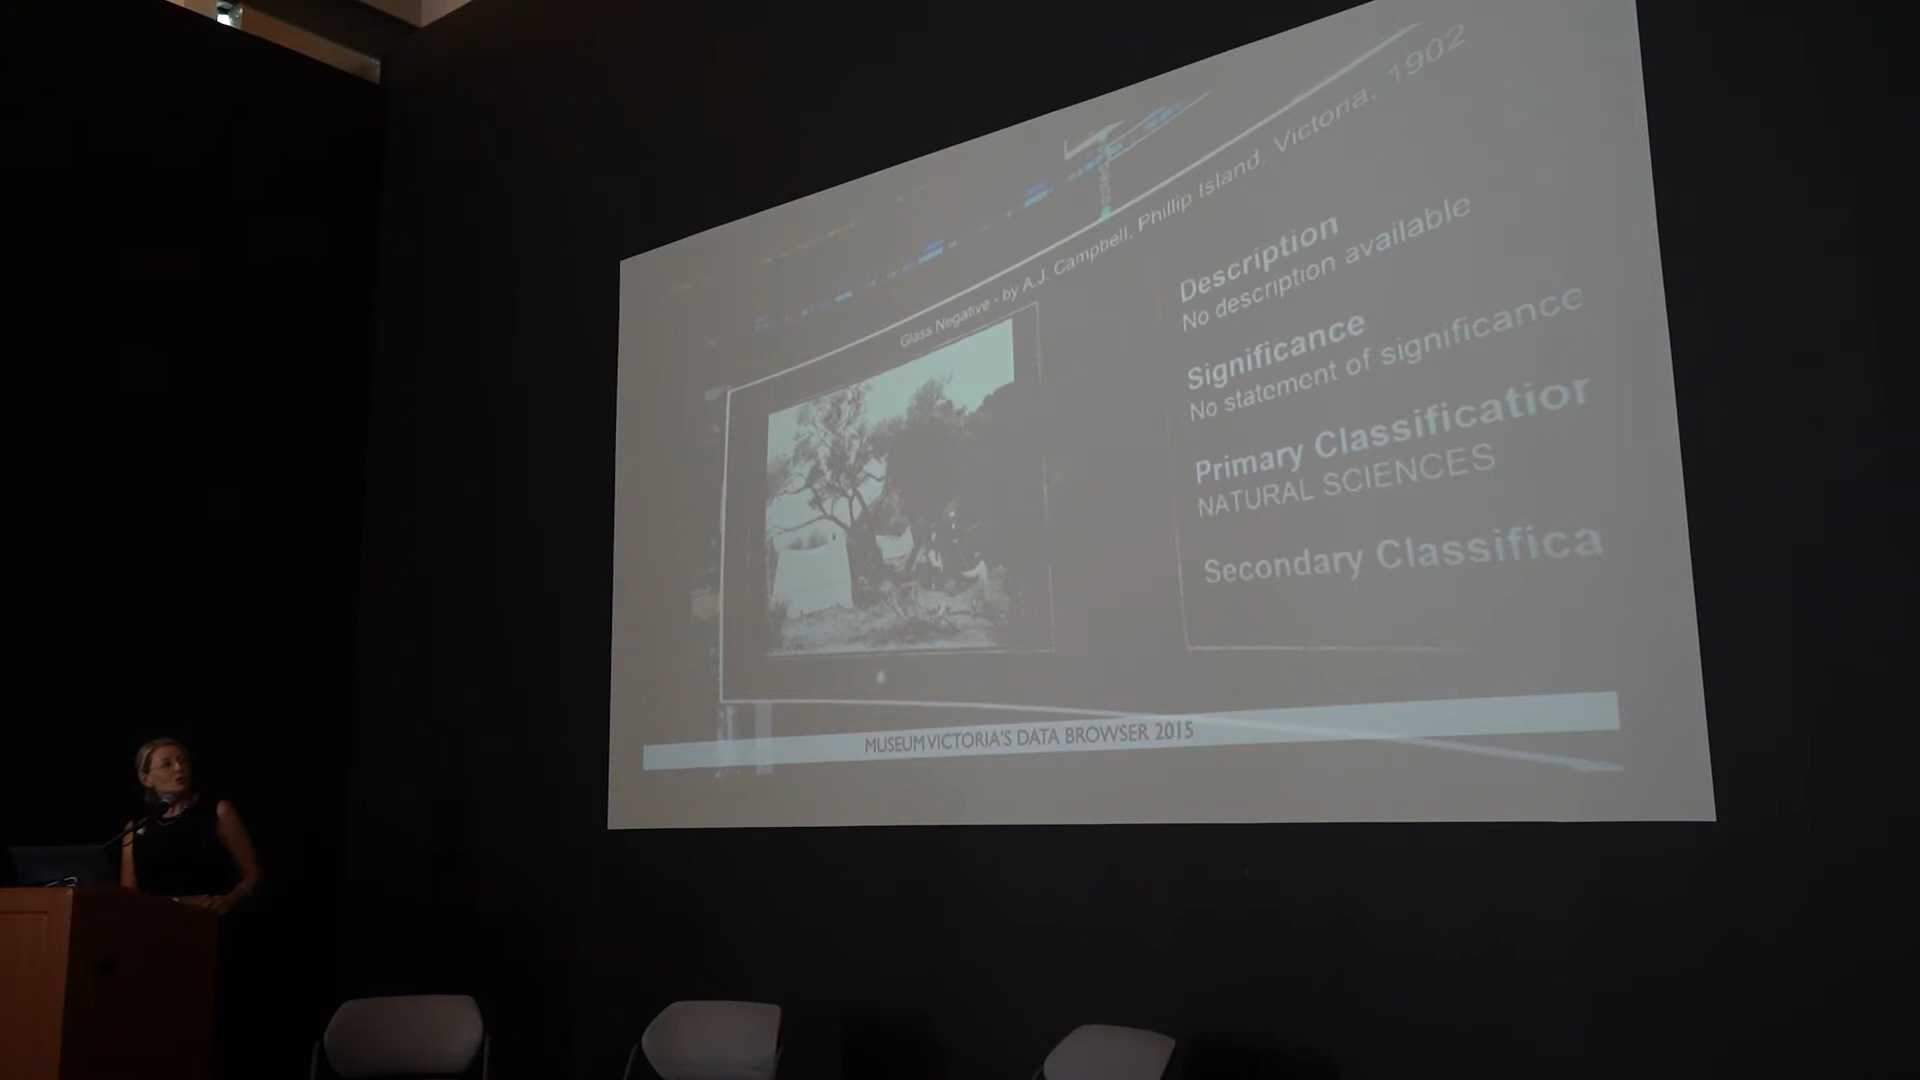 Glass Negative - by A.J. Campbell, Phillip Island, Victoria, 1902
Description
No description available
Significance
No statement of significance
Primary Classification
NATURAL SCIENCES
Secondary Classifica
MUSEUM VICTORIA'S DATA BROWSER 2015